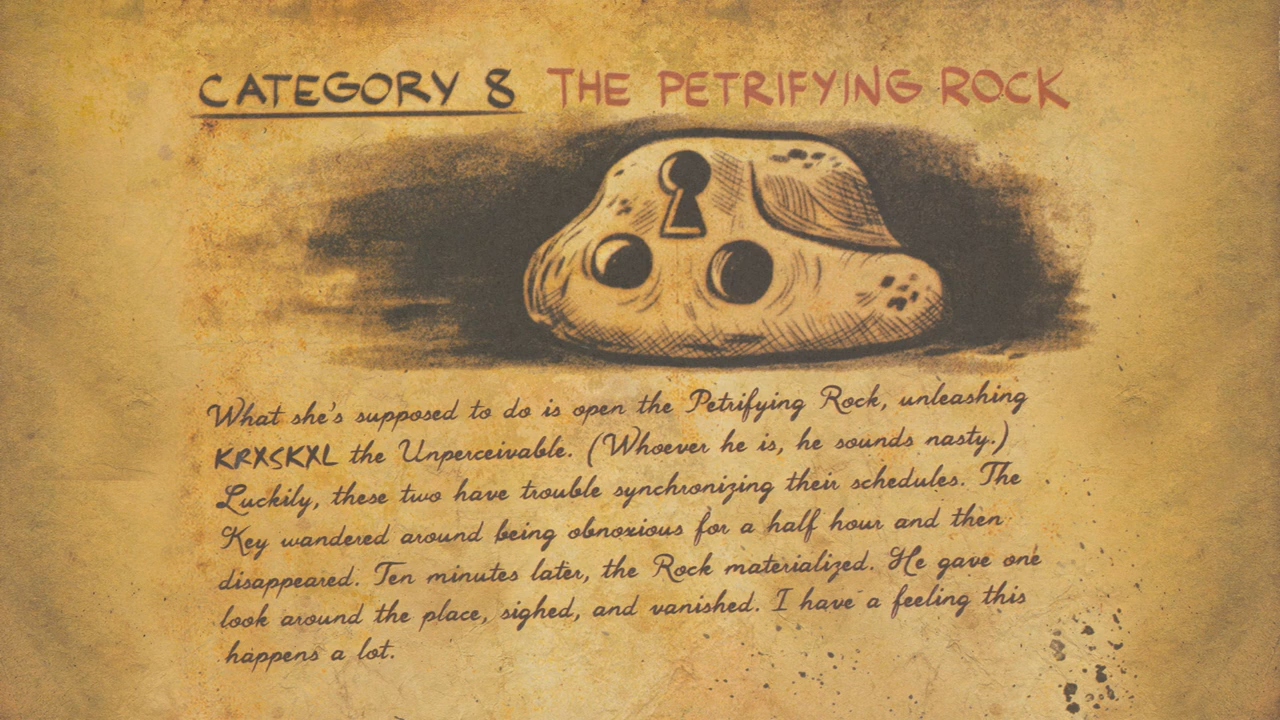 CATEGORY 8 THE PETRIFYING ROCK
What she's supposed to do is open the Petrifying Rock, unleashing
KRXSKXL the Unperceivable. (Whoever he is, he sounds nasty.)
Luckily, these two have trouble synchronizing their schedules. The
Key wandered around being obnoxious for a half hour and then
disappeared. Ten minutes later, the Rock materialized. He gave one
look around the place, sighed, and vanished. I have a feeling this
happens a lot.